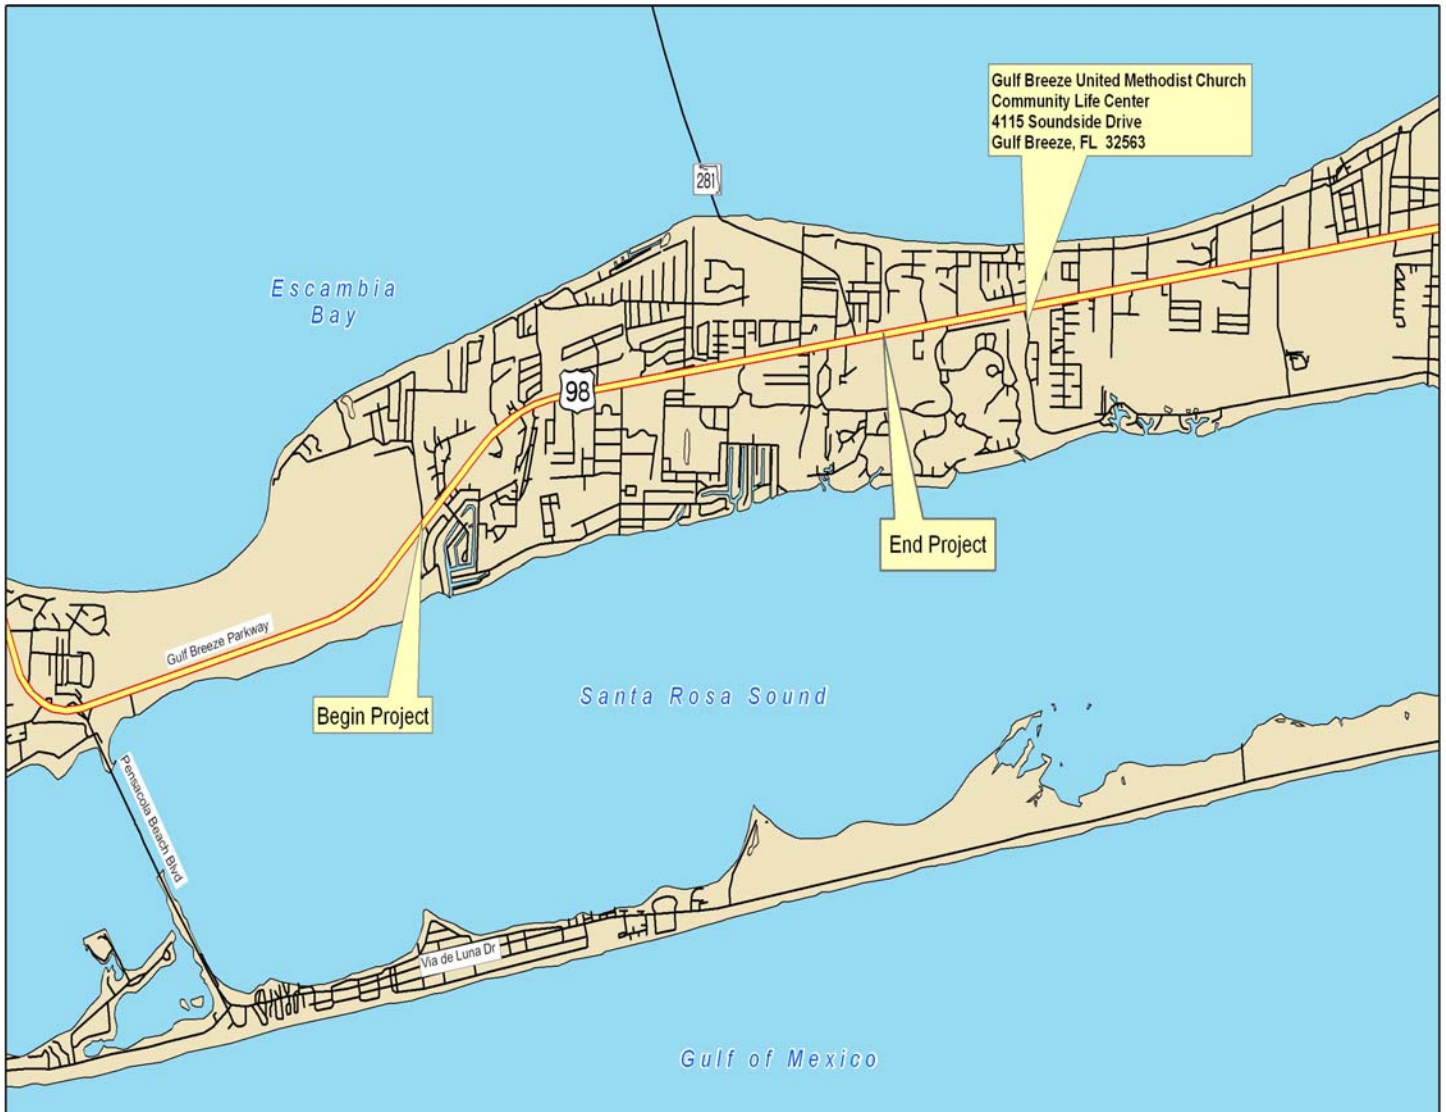 Gulf Breeze United Methodist Church
Community Life Center
4115 Soundside Drive
Gulf Breeze, FL  32563
281
Escambia
Bay
98
End Project
Gulf Breeze Parkway
Santa Rosa Sound
Begin Project
Pensacola Beach Blvd
Via de Luna Dr
Gulf of Mexico